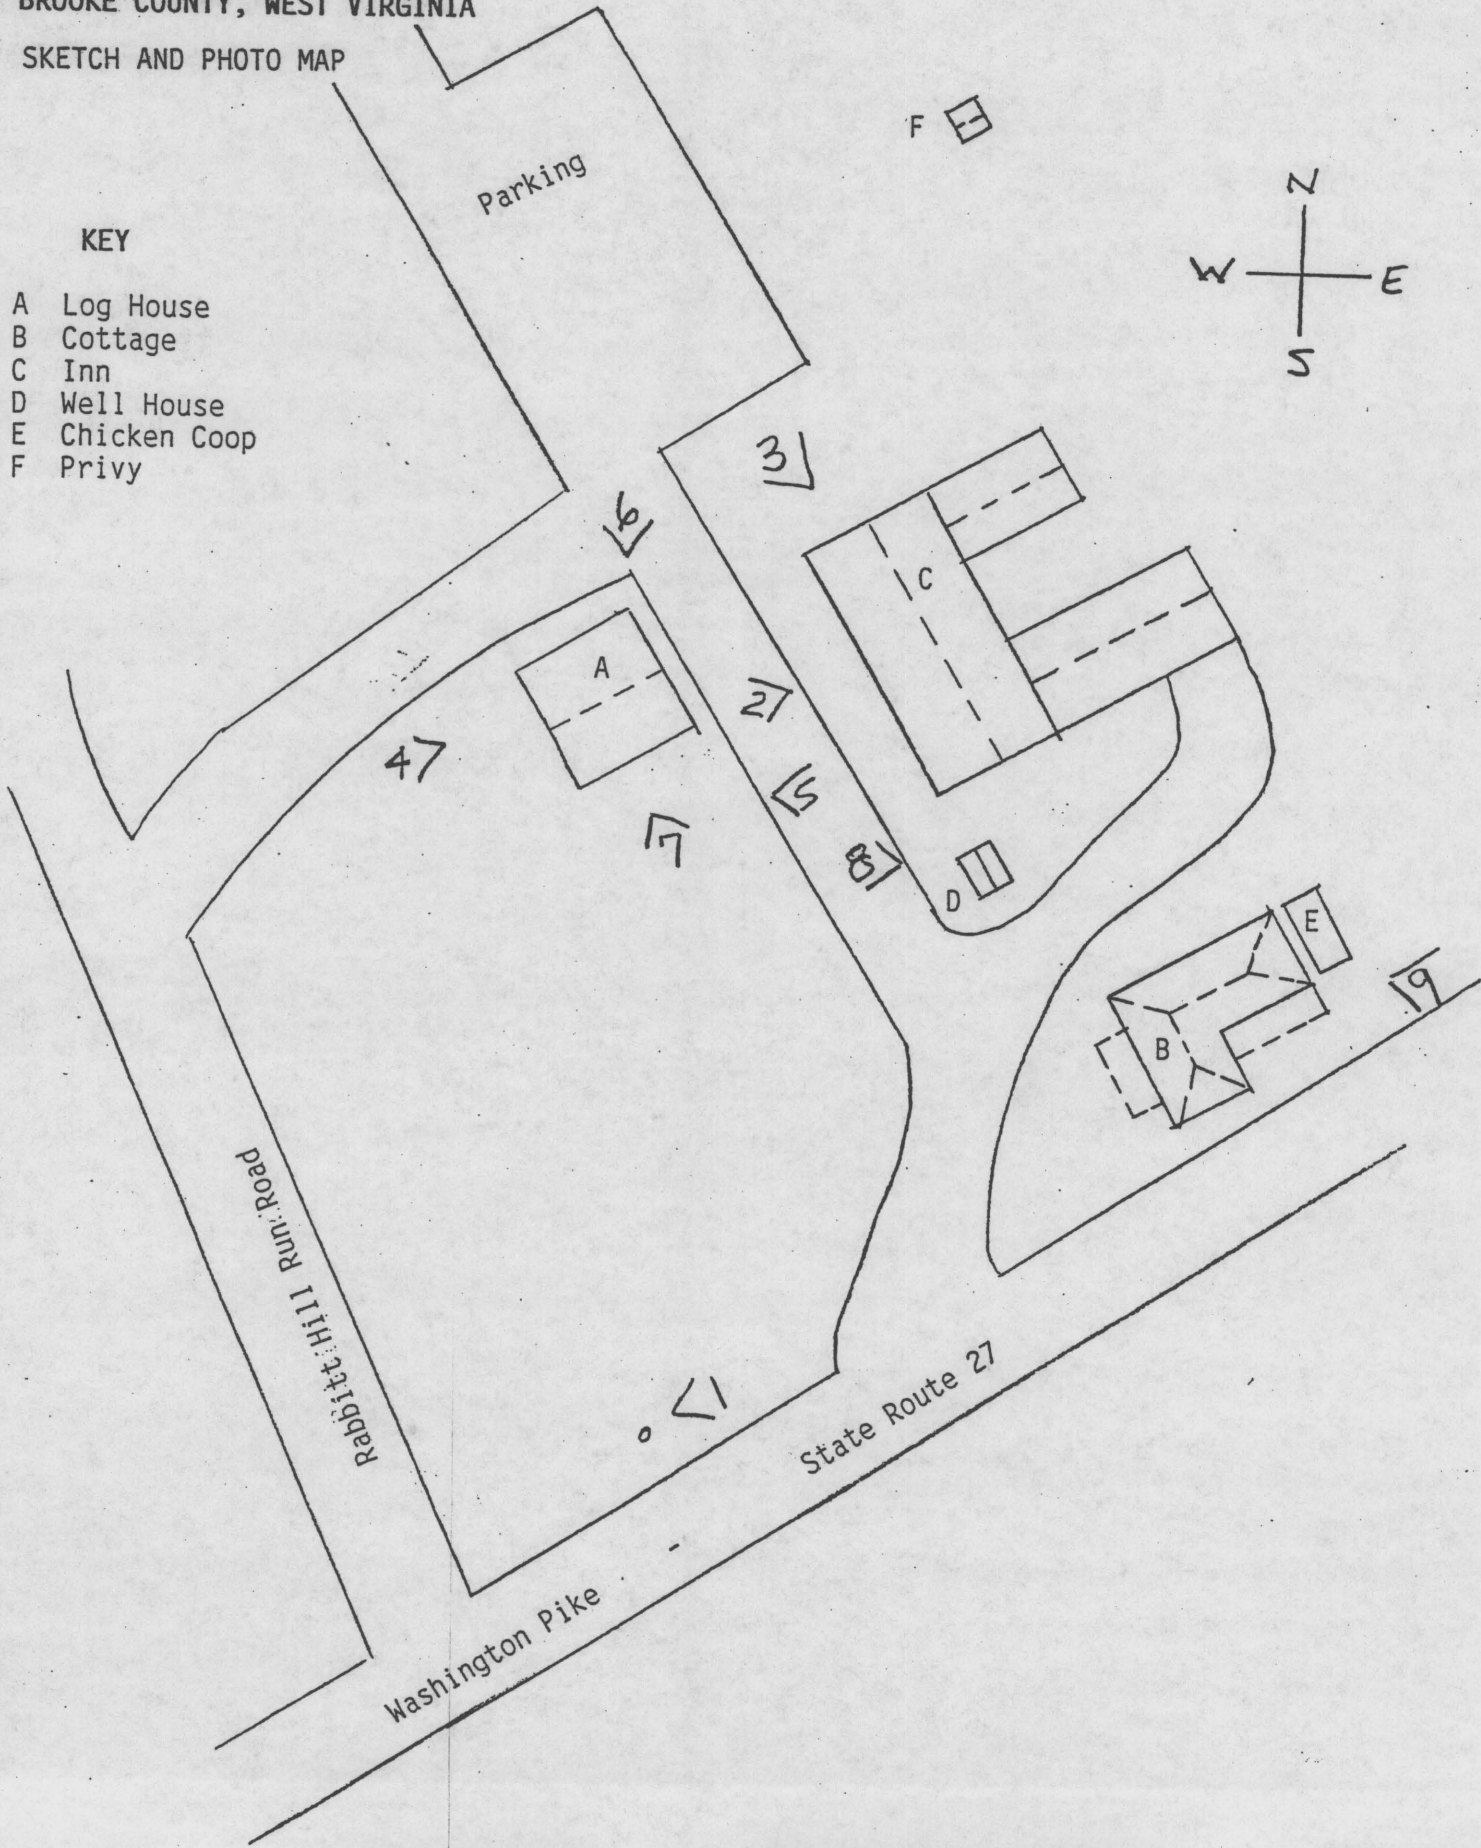 BROOKE COUNTY, WEST VIRGINIA
SKETCH AND PHOTO MAP
Parking
F
N
W E
S
KEY
A Log House
B Cottage
C Inn
D Well House
E Chicken Coop
F Privy
3
6
C
A
2
4
5
7
8
D
E
9
B
Rabbitt Hill Run Road
1
State Route 27
Washington Pike